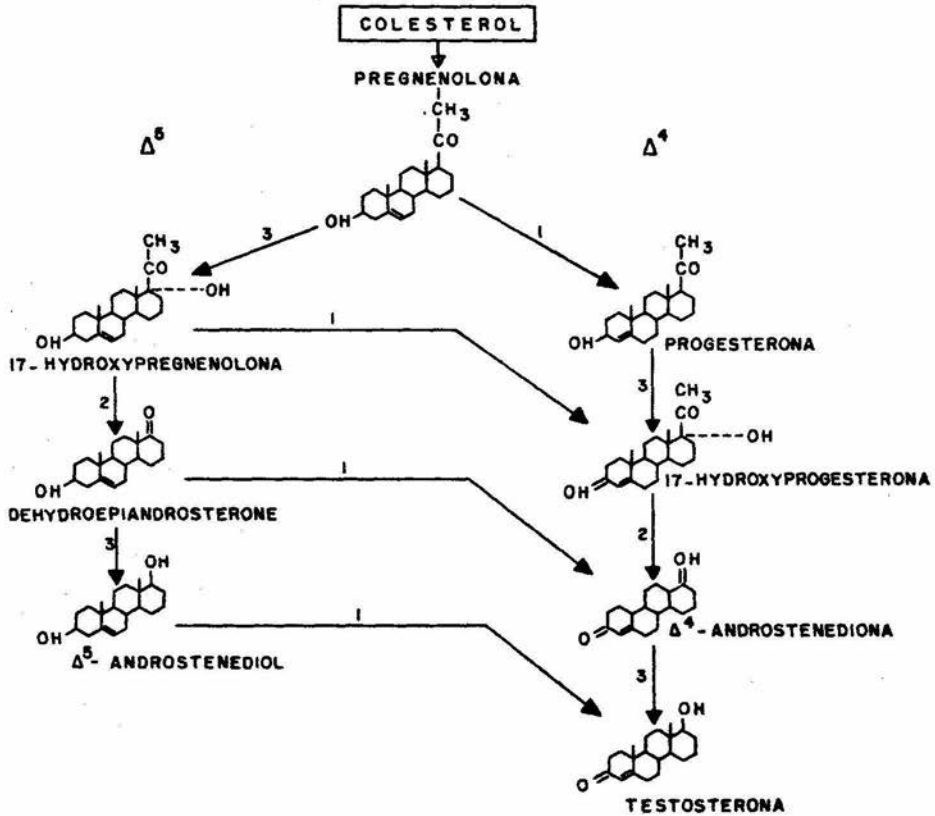 COLESTEROL
PREGNENOLONA
CH3
CO
Δ5
Δ4
OH
3
1
CH3
CO
OH
OH
17-HYDROXYPREGNENOLONA
1
CH3
CO
OH
PROGESTERONA
3
2
O
OH
DEHYDROEPIANDROSTERONE
1
CH3
CO
OH
OH
17-HYDROXYPROGESTERONA
2
3
OH
OH
Δ5- ANDROSTENEDIOL
1
OH
O
Δ4-ANDROSTENEDIONA
3
OH
O
TESTOSTERONA